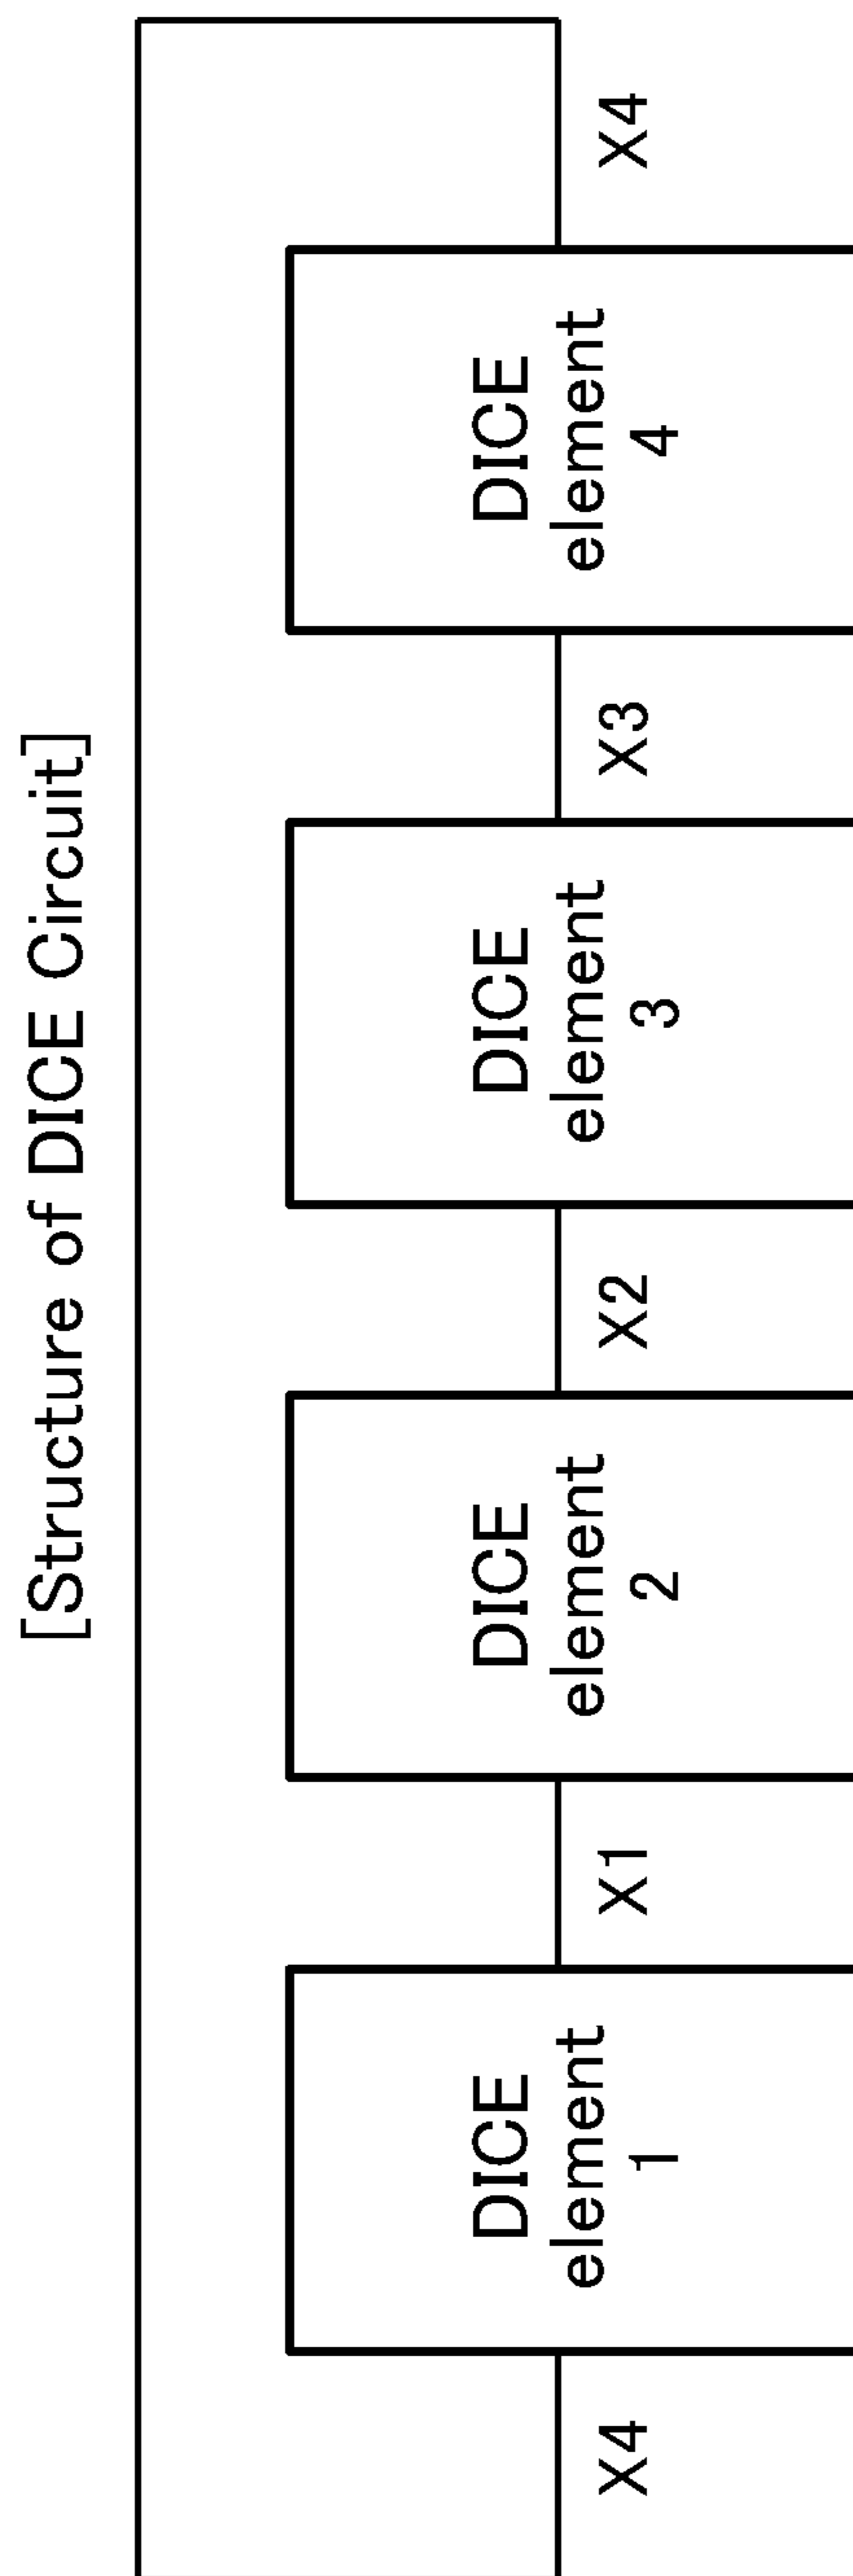 [Structure of DICE Circuit]
X4
DICE
element
1
X1
DICE
element
2
X2
DICE
element
3
X3
DICE
element
4
X4